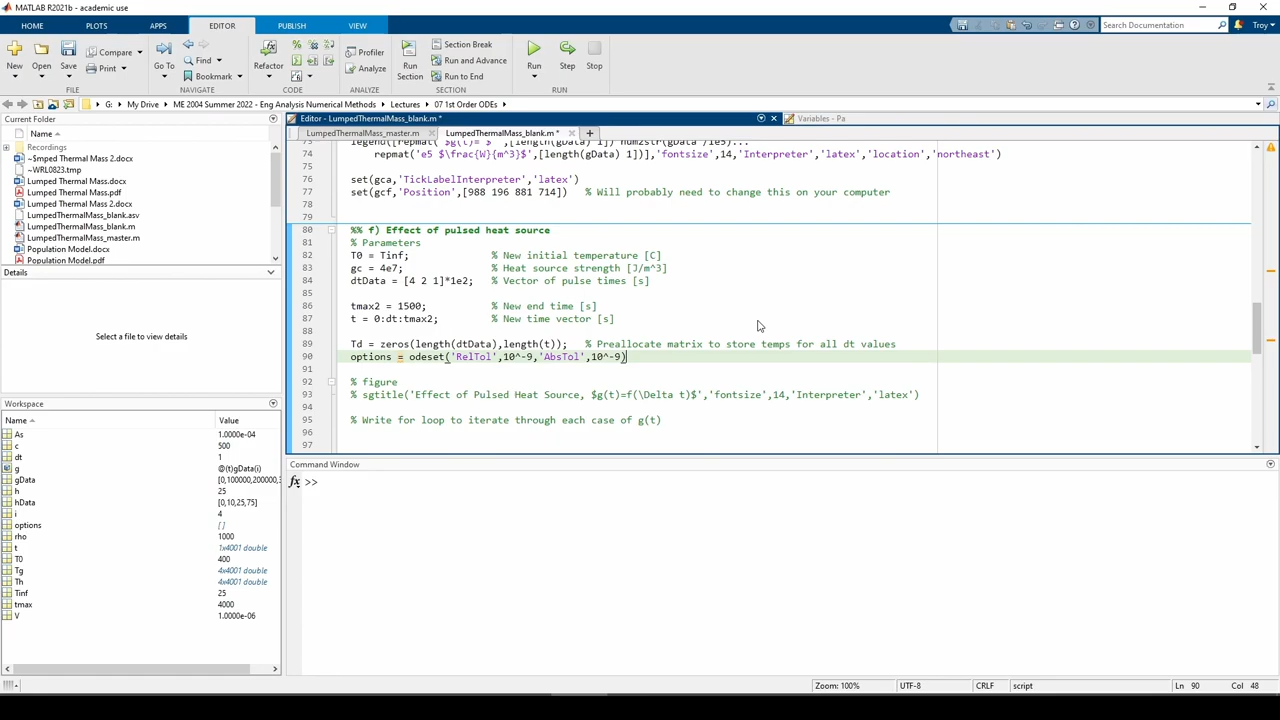 MATLAB R2021b - academic use
HOME PLOTS APPS EDITOR PUBLISH VIEW Search Documentation Troy
New Open Save Compare Print Go To Find Bookmark Refactor Profiler Analyze Run Section Section Break Run and Advance Run to End Run Step Stop
FILE NAVIGATE CODE ANALYZE SECTION RUN
G: My Drive ME 2004 Summer 2022 - Eng Analysis Numerical Methods Lectures 07 1st Order ODEs
Current Folder
Name
Recordings
~$mped Thermal Mass 2.docx
~WRL0823.tmp
Lumped Thermal Mass.docx
Lumped Thermal Mass.pdf
Lumped Thermal Mass 2.docx
LumpedThermalMass_blank.asv
LumpedThermalMass_blank.m
LumpedThermalMass_master.m
Population Model.docx
Population Model.pdf
Details
Select a file to view details
Workspace
Name Value
As 1.0000e-04
c 500
dt 1
g @(t)gData(i)
gData [0,100000,200000,3
h 25
hData [0,10,25,75]
i 4
options []
rho 1000
t 1x4001 double
T0 400
Tg 4x4001 double
Th 4x4001 double
Tinf 25
tmax 4000
V 1.0000e-06
Editor - LumpedThermalMass_blank.m * Variables - Pa
LumpedThermalMass_master.m LumpedThermalMass_blank.m *
73 legend([repmat('$g(t)=$ ',[length(gData) 1]) num2str(gData'/1e5)...
74 repmat('e5 $\frac{W}{m^3}$',[length(gData) 1])],'fontsize',14,'Interpreter','latex','location','northeast')
75
76 set(gca,'TickLabelInterpreter','latex')
77 set(gcf,'Position',[988 196 881 714]) % Will probably need to change this on your computer
78
79
80 %% f) Effect of pulsed heat source
81 % Parameters
82 T0 = Tinf; % New initial temperature [C]
83 gc = 4e7; % Heat source strength [J/m^3]
84 dtData = [4 2 1]*1e2; % Vector of pulse times [s]
85
86 tmax2 = 1500; % New end time [s]
87 t = 0:dt:tmax2; % New time vector [s]
88
89 Td = zeros(length(dtData),length(t)); % Preallocate matrix to store temps for all dt values
90 options = odeset('RelTol',10^-9,'AbsTol',10^-9)
91
92 % figure
93 % sgtitle('Effect of Pulsed Heat Source, $g(t)=f(\Delta t)$','fontsize',14,'Interpreter','latex')
94
95 % Write for loop to iterate through each case of g(t)
96
97
Command Window
fx >>
Zoom: 100% UTF-8 CRLF script Ln 90 Col 48